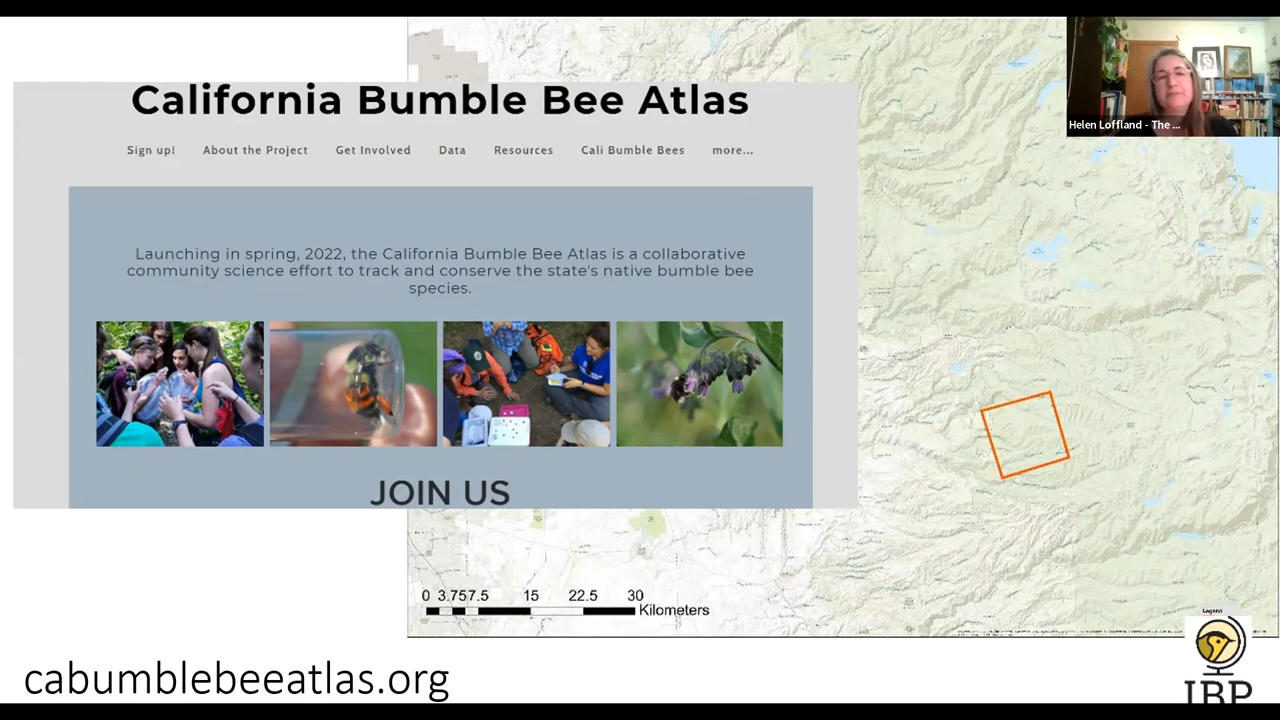 California Bumble Bee Atlas
Sign up! About the Project Get Involved Data Resources Cali Bumble Bees more...
Launching in spring, 2022, the California Bumble Bee Atlas is a collaborative
community science effort to track and conserve the state's native bumble bee
species.
JOIN US
Helen Loffland - The ...
0 3.75 7.5 15 22.5 30
Kilometers
Legend
IBP
cabumblebeeatlas.org